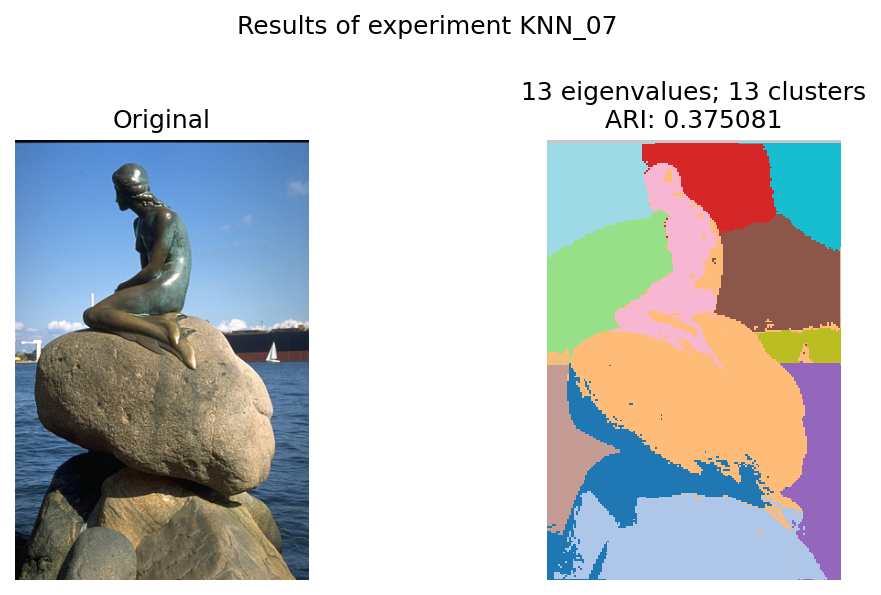 Results of experiment KNN_07
Original
13 eigenvalues; 13 clusters
ARI: 0.375081